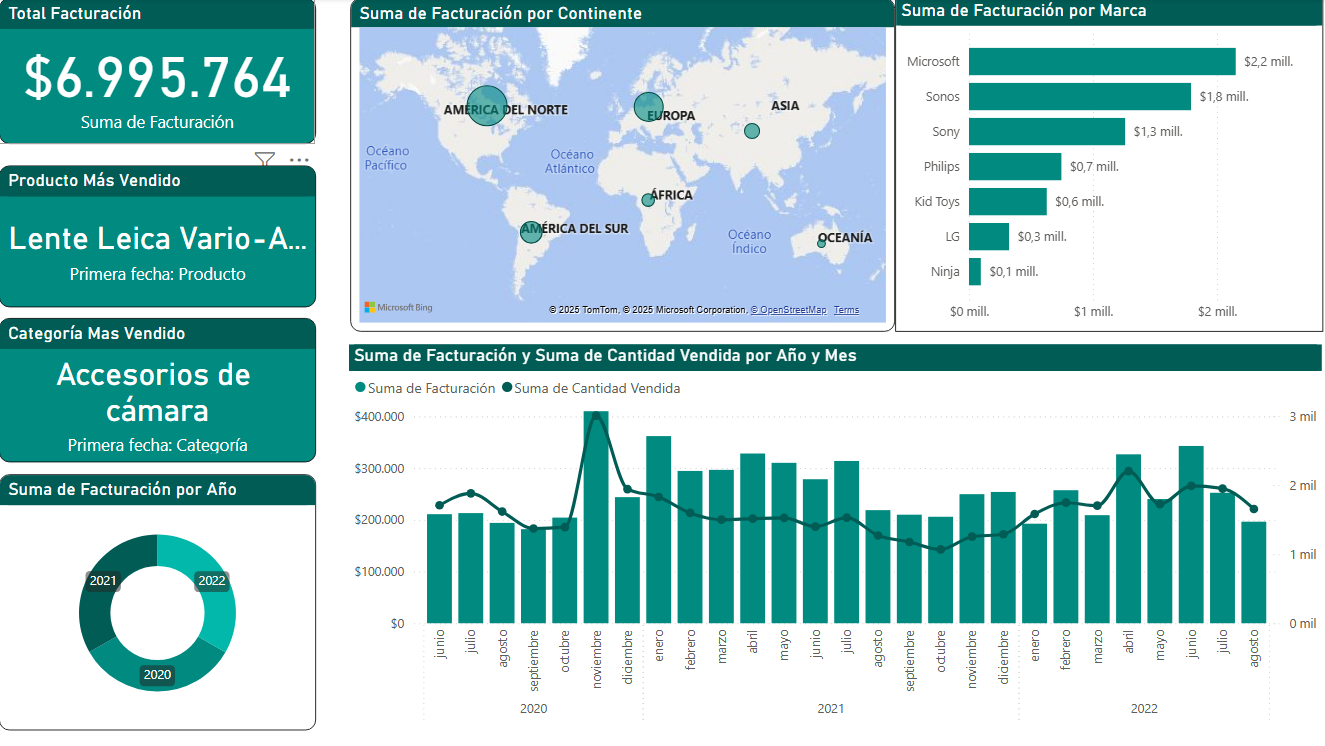 Total Facturación
$6.995.764
Suma de Facturación
Producto Más Vendido
Lente Leica Vario-A...
Primera fecha: Producto
Categoría Mas Vendido
Accesorios de
cámara
Primera fecha: Categoría
Suma de Facturación por Año
2021
2022
2020
Suma de Facturación por Continente
AMÉRICA DEL NORTE
EUROPA
ASIA
Océano
Pacífico
Océano
Atlántico
ÁFRICA
AMÉRICA DEL SUR
Océano
Índico
OCEANÍA
Microsoft Bing
© 2025 TomTom, © 2025 Microsoft Corporation, © OpenStreetMap Terms
Suma de Facturación por Marca
Microsoft $2,2 mill.
Sonos $1,8 mill.
Sony $1,3 mill.
Philips $0,7 mill.
Kid Toys $0,6 mill.
LG $0,3 mill.
Ninja $0,1 mill.
$0 mill. $1 mill. $2 mill.
Suma de Facturación y Suma de Cantidad Vendida por Año y Mes
Suma de Facturación Suma de Cantidad Vendida
$400.000 3 mil
$300.000
2 mil
$200.000
1 mil
$100.000
$0 0 mil
junio julio agosto septiembre octubre noviembre diciembre enero febrero marzo abril mayo junio julio agosto septiembre octubre noviembre diciembre enero febrero marzo abril mayo junio julio agosto
2020 2021 2022